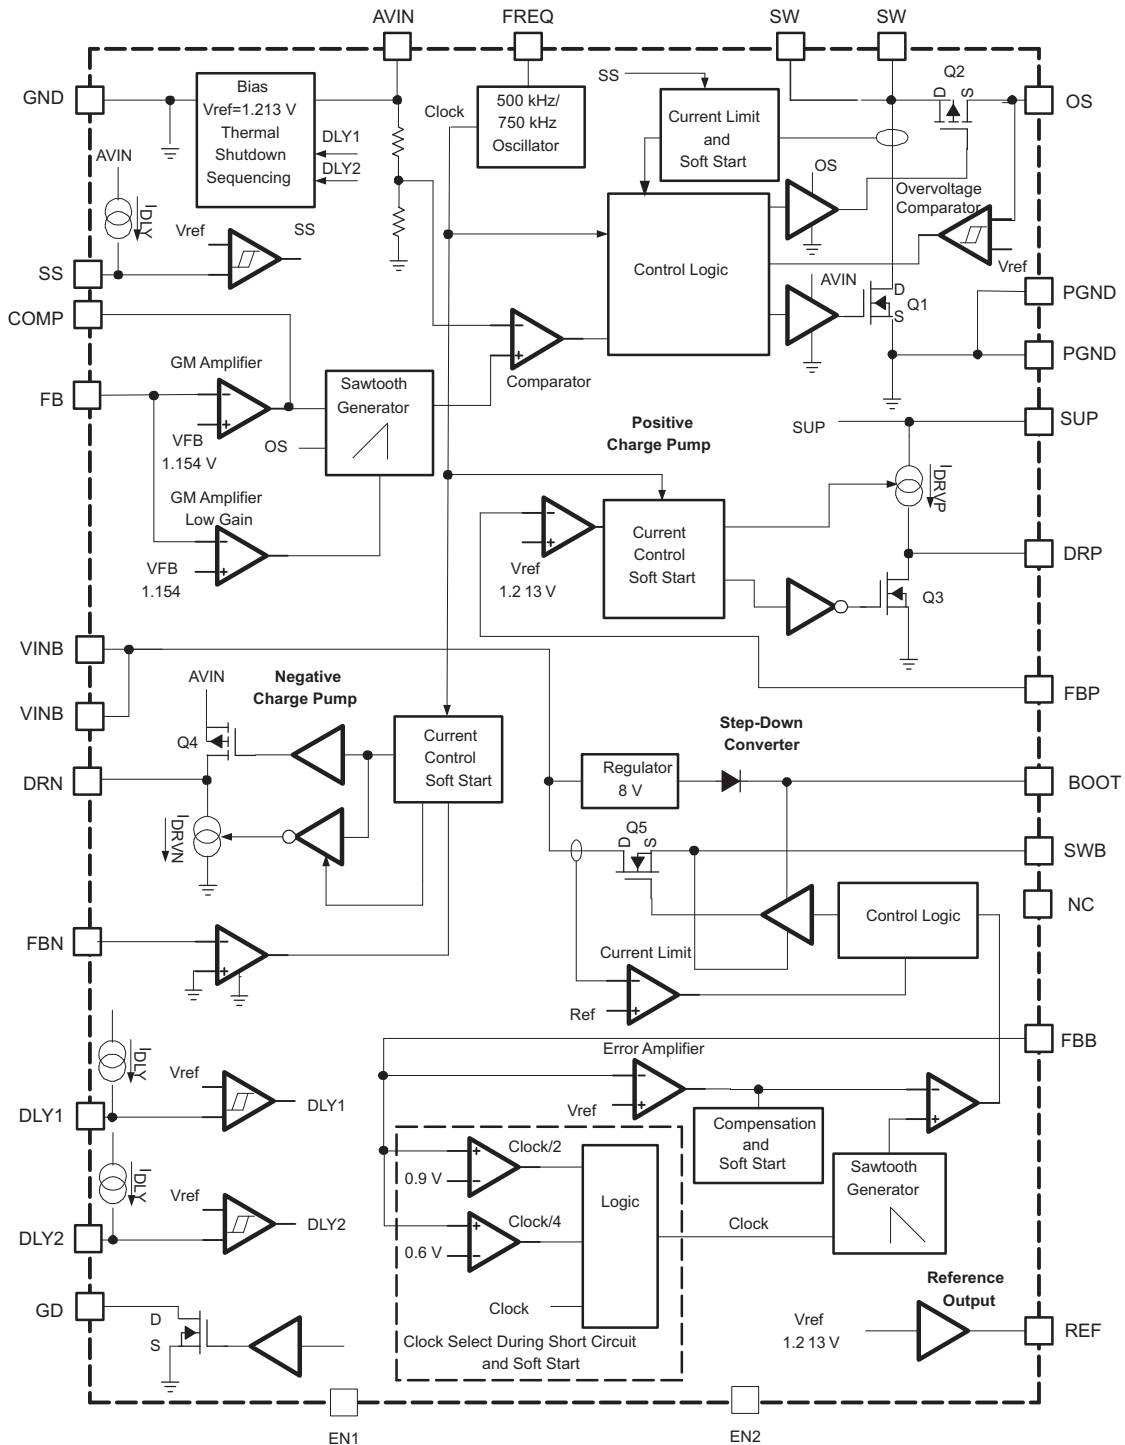 AVIN
FREQ
SW
SW
GND
Bias
Vref=1.213 V
Thermal
Shutdown
Sequencing
DLY1
DLY2
Clock
500 kHz/
750 kHz
Oscillator
SS
Current Limit
and
Soft Start
Q2
D
S
OS
AVIN
IDLY
Vref
SS
SS
OS
Overvoltage
Comparator
Vref
Control Logic
AVIN
D
Q1
S
PGND
PGND
COMP
GM Amplifier
FB
VFB
1.154 V
Sawtooth
Generator
OS
Comparator
GM Amplifier
Low Gain
VFB
1.154
Positive
Charge Pump
SUP
SUP
IDRVP
Vref
1.2 13 V
Current
Control
Soft Start
DRP
Q3
VINB
VINB
FBP
Negative
Charge Pump
AVIN
Q4
DRN
IDRVN
Current
Control
Soft Start
Step-Down
Converter
Regulator
8 V
BOOT
Q5
D
S
SWB
NC
Control Logic
Current Limit
Ref
FBN
FBB
Error Amplifier
Vref
Compensation
and
Soft Start
Sawtooth
Generator
IDLY
Vref
DLY1
DLY1
IDLY
Vref
DLY2
DLY2
Clock/2
0.9 V
Clock/4
0.6 V
Logic
Clock
Clock
Clock Select During Short Circuit
and Soft Start
GD
D
S
Reference
Output
Vref
1.2 13 V
REF
EN1
EN2